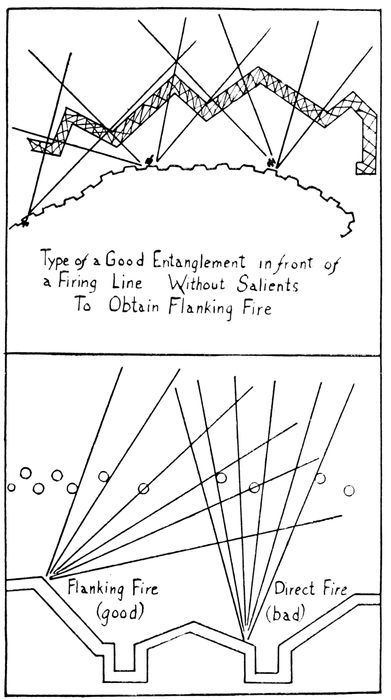 Type of a Good Entanglement in front of
a Firing Line Without Salients
To Obtain Flanking Fire
Flanking Fire
(good)
Direct Fire
(bad)